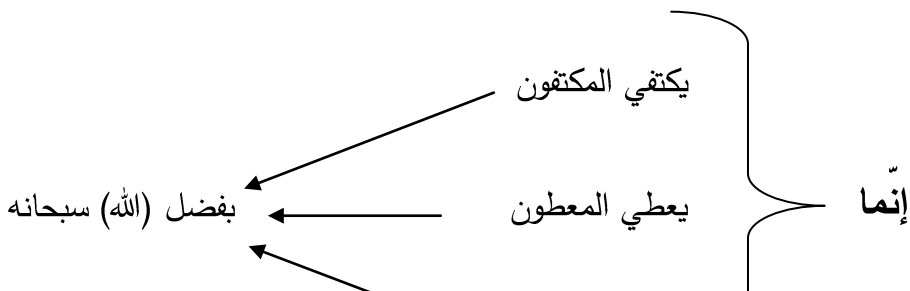 يكتفي المكتفون
إنّما يعطي المعطون بفضل (الله) سبحانه